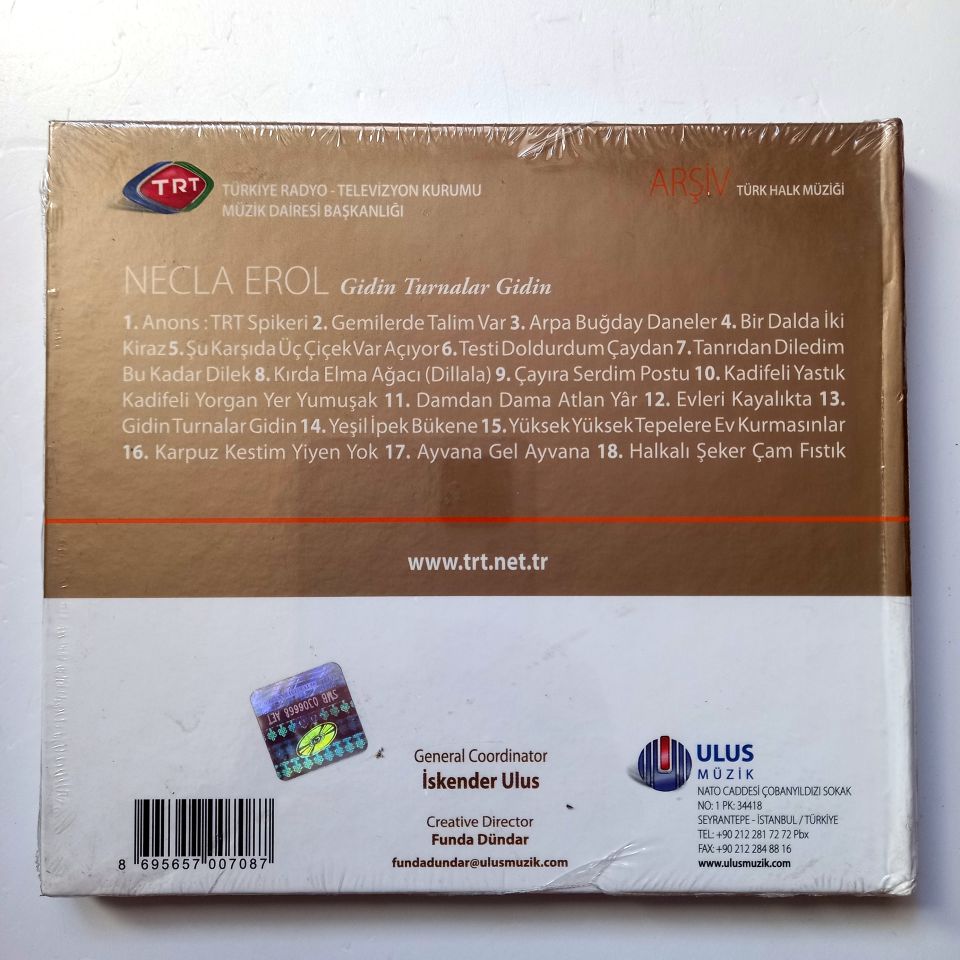 TRT
TÜRKİYE RADYO - TELEVİZYON KURUMU
MÜZİK DAİRESİ BAŞKANLIĞI
ARŞİV TÜRK HALK MÜZİĞİ
NECLA EROL Gidin Turnalar Gidin
1. Anons : TRT Spikeri 2. Gemilerde Talim Var 3. Arpa Buğday Daneler 4. Bir Dalda İki
Kiraz 5. Şu Karşıda Üç Çiçek Var Açıyor 6. Testi Doldurdum Çaydan 7. Tanrıdan Diledim
Bu Kadar Dilek 8. Kırda Elma Ağacı (Dillala) 9. Çayıra Serdim Postu 10. Kadifeli Yastık
Kadifeli Yorgan Yer Yumuşak 11. Damdan Dama Atlan Yâr 12. Evleri Kayalıkta 13.
Gidin Turnalar Gidin 14. Yeşil İpek Bükene 15. Yüksek Yüksek Tepelere Ev Kurmasınlar
16. Karpuz Kestim Yiyen Yok 17. Ayvana Gel Ayvana 18. Halkalı Şeker Çam Fıstık
www.trt.net.tr
SMB 0306668 AET
General Coordinator
İskender Ulus
Creative Director
Funda Dündar
fundadundar@ulusmuzik.com
ULUS
MÜZİK
NATO CADDESİ ÇOBANYILDIZI SOKAK
NO: 1 PK: 34418
SEYRANTEPE - İSTANBUL / TÜRKİYE
TEL: +90 212 281 72 72 Pbx
FAX: +90 212 284 88 16
www.ulusmuzik.com
8 695657 007087